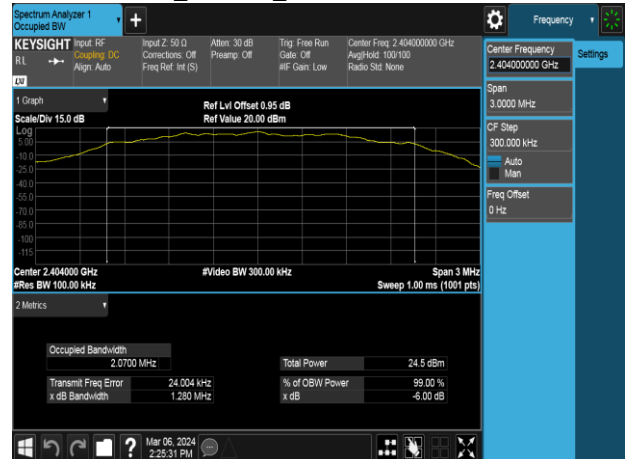 Spectrum Analyzer 1
Occupied BW
Frequency
KEYSIGHT
Input: RF
Input Z: 50 Ω
Atten: 30 dB
Trig: Free Run
Center Freq: 2.404000000 GHz
RL
Coupling: DC
Corrections: Off
Preamp: Off
Gate: Off
Avg|Hold: 100/100
Align: Auto
Freq Ref: Int (S)
#IF Gain: Low
Radio Std: None
LXI
Center Frequency
2.404000000 GHz
Settings
Span
3.0000 MHz
CF Step
300.000 kHz
Auto
Man
Freq Offset
0 Hz
1 Graph
Ref Lvl Offset 0.95 dB
Scale/Div 15.0 dB
Ref Value 20.00 dBm
Log
5.00
-10.0
-25.0
-40.0
-55.0
-70.0
-85.0
-100
-115
Center 2.404000 GHz
#Video BW 300.00 kHz
Span 3 MHz
#Res BW 100.00 kHz
Sweep 1.00 ms (1001 pts)
2 Metrics
Occupied Bandwidth
2.0700 MHz
Total Power
24.5 dBm
Transmit Freq Error
24.004 kHz
% of OBW Power
99.00 %
x dB Bandwidth
1.280 MHz
x dB
-6.00 dB
?
Mar 06, 2024
2:25:31 PM